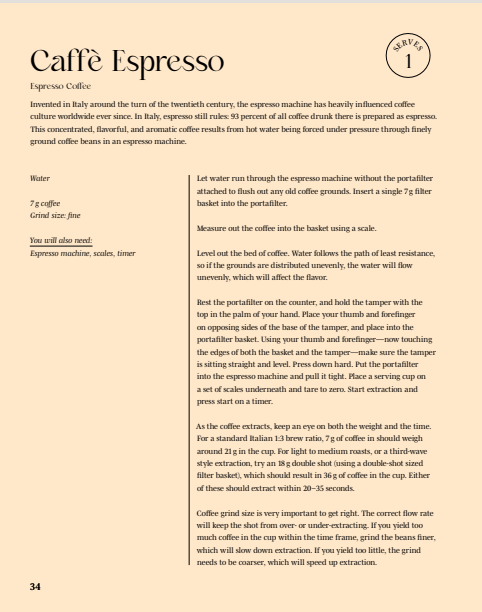 Caffè Espresso
SERVES
1
Espresso Coffee
Invented in Italy around the turn of the twentieth century, the espresso machine has heavily influenced coffee
culture worldwide ever since. In Italy, espresso still rules: 93 percent of all coffee drunk there is prepared as espresso.
This concentrated, flavorful, and aromatic coffee results from hot water being forced under pressure through finely
ground coffee beans in an espresso machine.
Water
7 g coffee
Grind size: fine
You will also need:
Espresso machine, scales, timer
Let water run through the espresso machine without the portafilter
attached to flush out any old coffee grounds. Insert a single 7 g filter
basket into the portafilter.
Measure out the coffee into the basket using a scale.
Level out the bed of coffee. Water follows the path of least resistance,
so if the grounds are distributed unevenly, the water will flow
unevenly, which will affect the flavor.
Rest the portafilter on the counter, and hold the tamper with the
top in the palm of your hand. Place your thumb and forefinger
on opposing sides of the base of the tamper, and place into the
portafilter basket. Using your thumb and forefinger—now touching
the edges of both the basket and the tamper—make sure the tamper
is sitting straight and level. Press down hard. Put the portafilter
into the espresso machine and pull it tight. Place a serving cup on
a set of scales underneath and tare to zero. Start extraction and
press start on a timer.
As the coffee extracts, keep an eye on both the weight and the time.
For a standard Italian 1:3 brew ratio, 7 g of coffee in should weigh
around 21 g in the cup. For light to medium roasts, or a third-wave
style extraction, try an 18 g double shot (using a double-shot sized
filter basket), which should result in 36 g of coffee in the cup. Either
of these should extract within 20–35 seconds.
Coffee grind size is very important to get right. The correct flow rate
will keep the shot from over- or under-extracting. If you yield too
much coffee in the cup within the time frame, grind the beans finer,
which will slow down extraction. If you yield too little, the grind
needs to be coarser, which will speed up extraction.
34